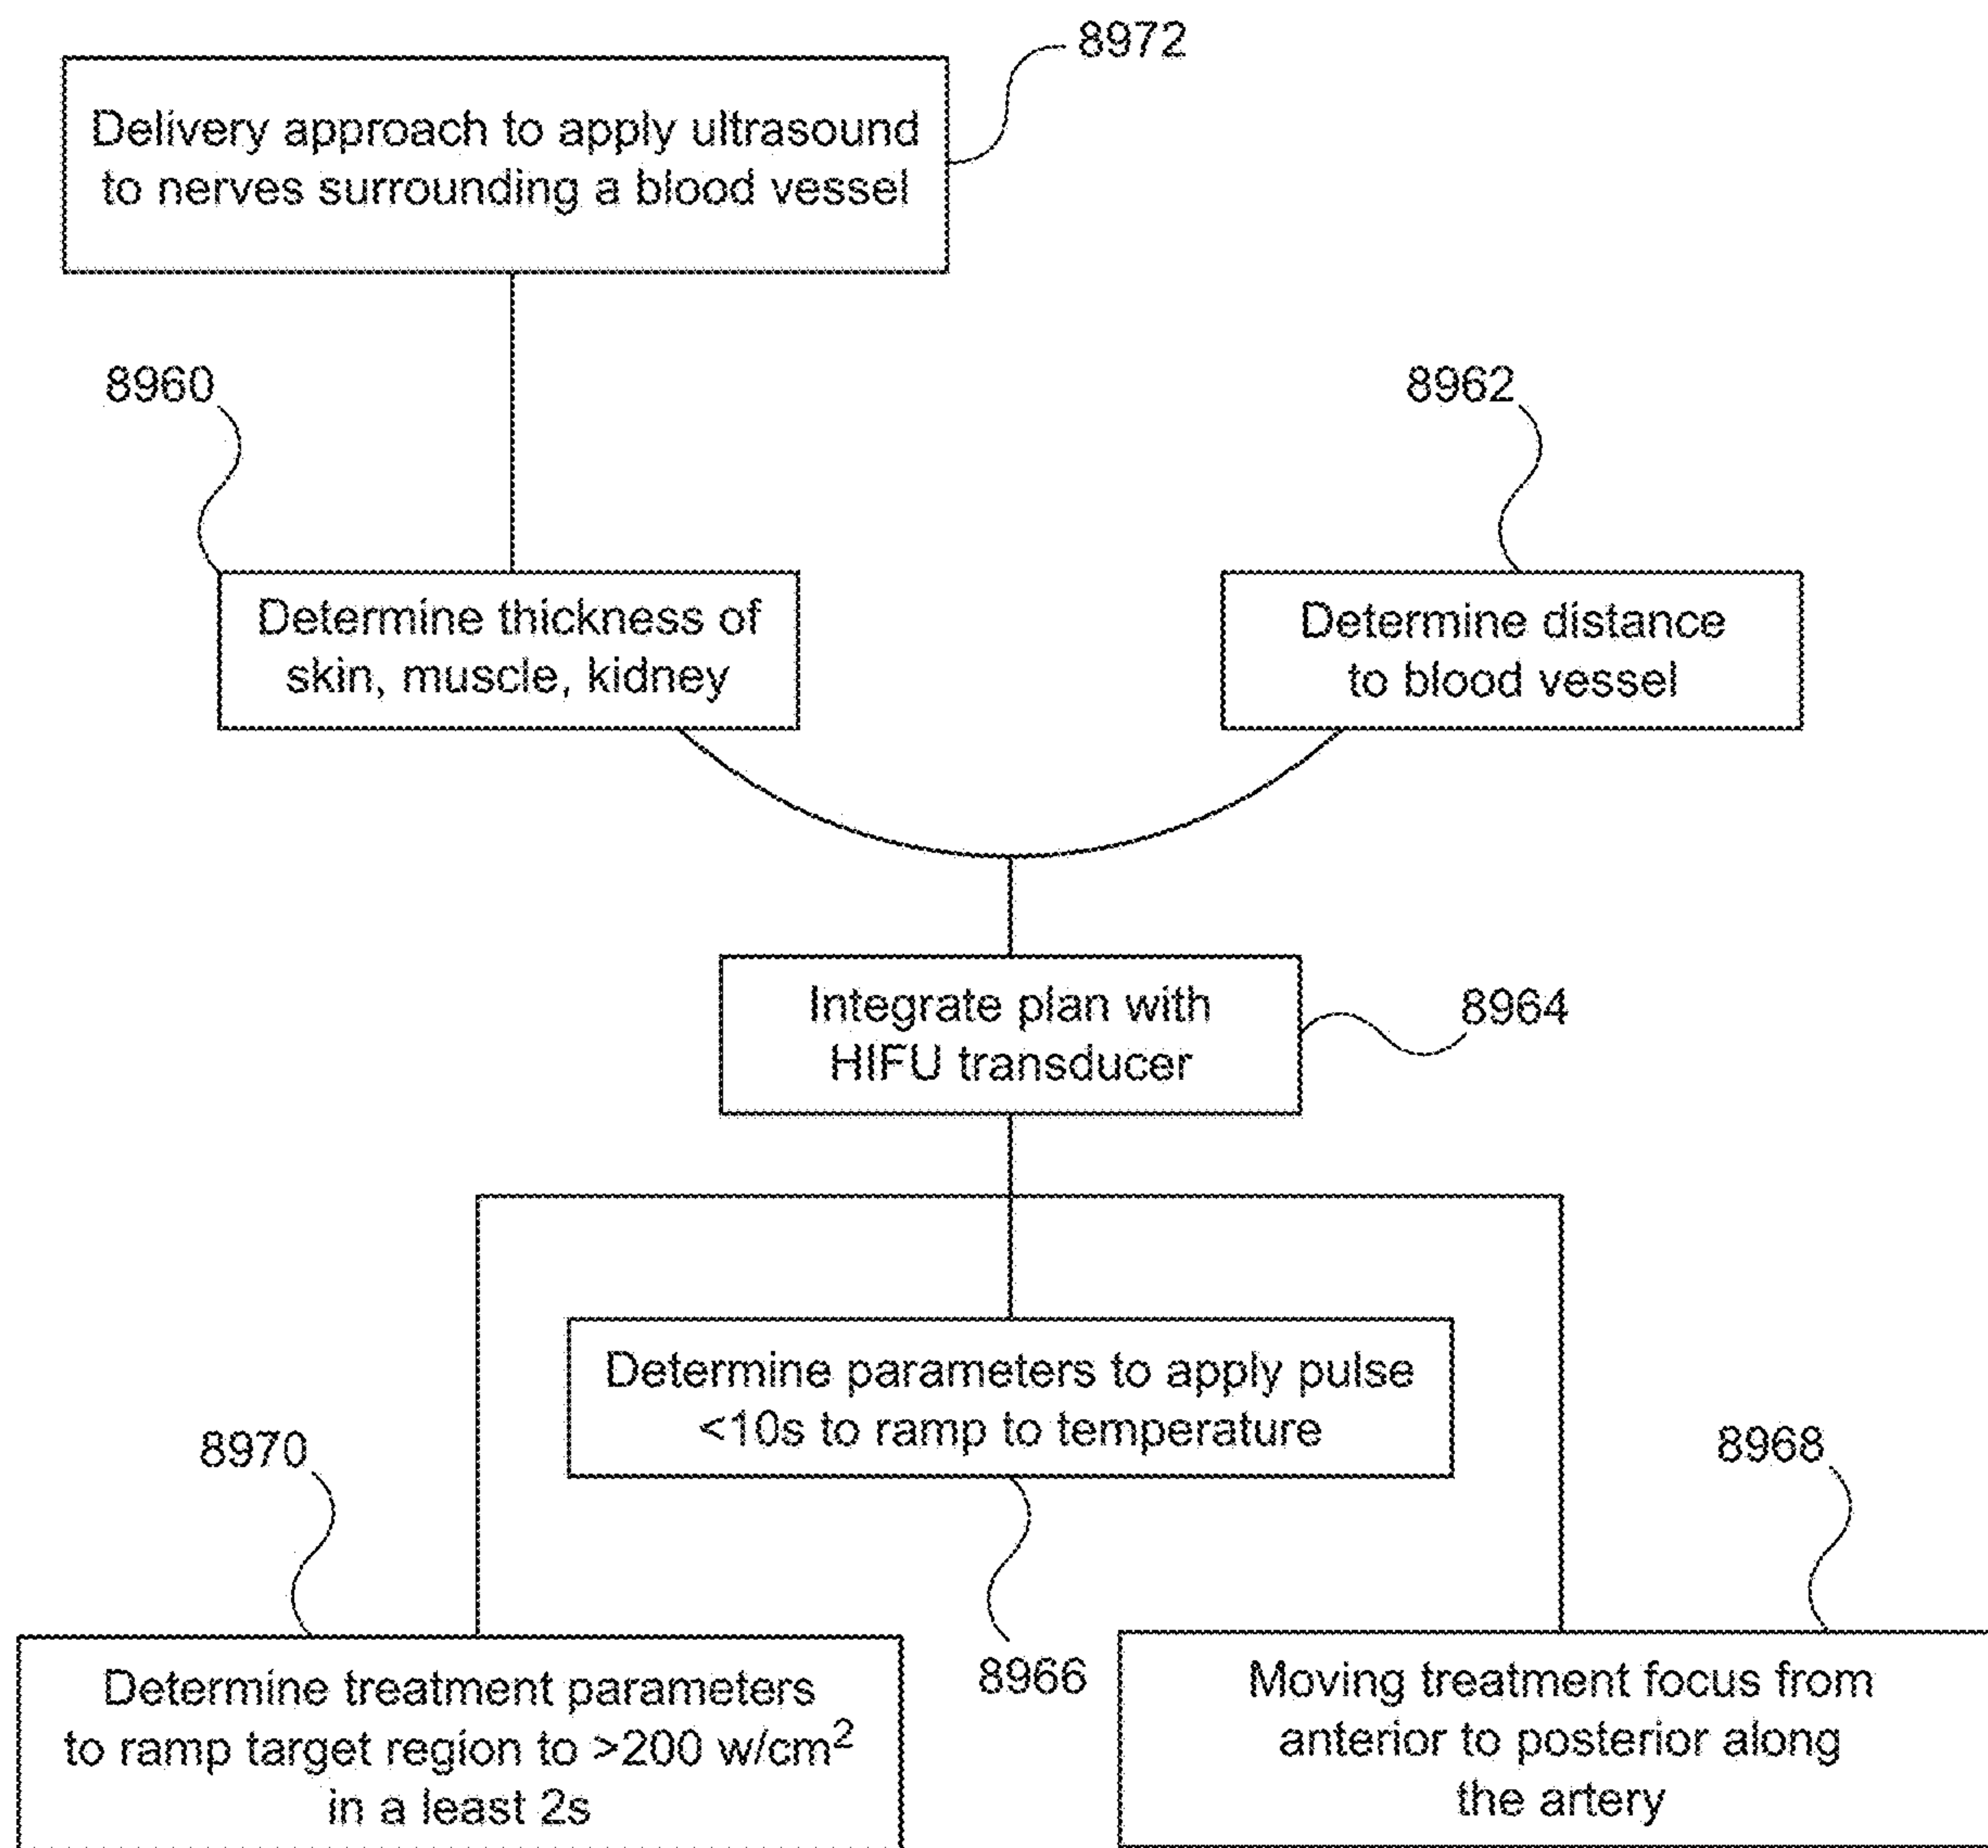 8972
Delivery approach to apply ultrasound
to nerves surrounding a blood vessel
8960
8962
Determine thickness of
skin, muscle, kidney
Determine distance
to blood vessel
Integrate plan with
HIFU transducer
8964
Determine parameters to apply pulse
<10s to ramp to temperature
8970
8968
8966
Determine treatment parameters
to ramp target region to >200 w/cm²
in a least 2s
Moving treatment focus from
anterior to posterior along
the artery